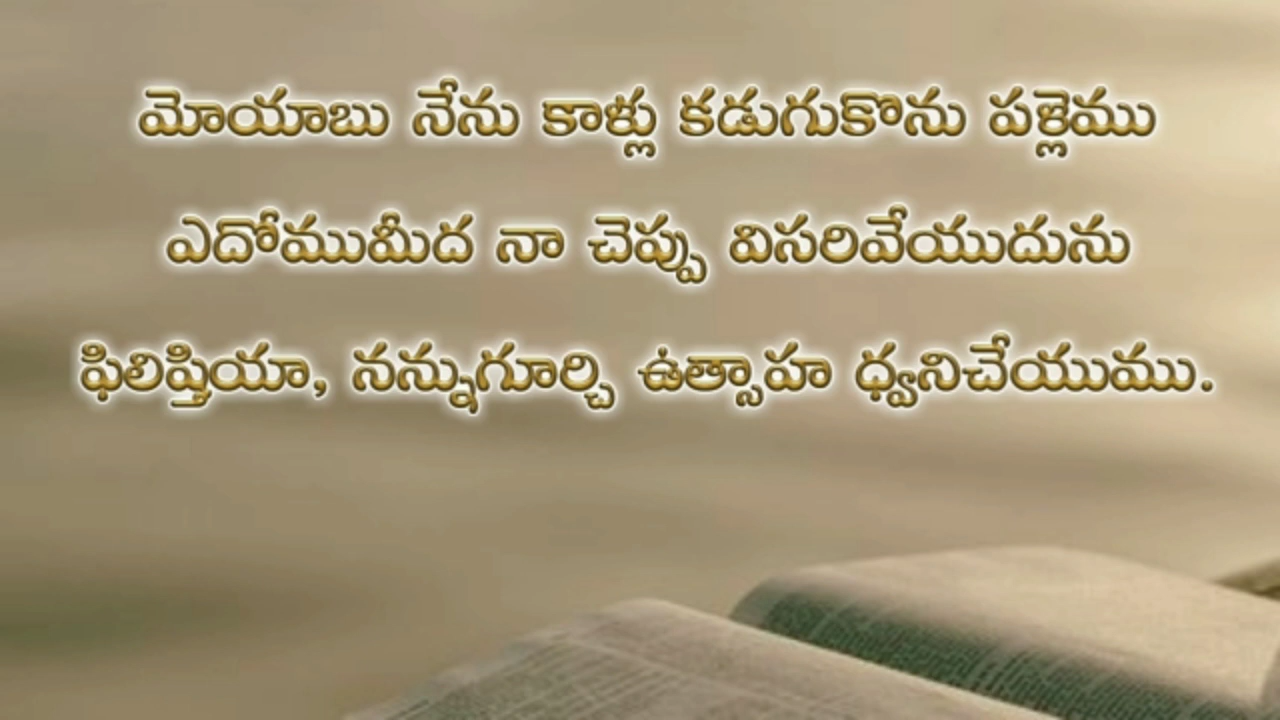 మోయాబు నేను కాళ్లు కడుగుకొను పళ్లెము
ఎదోముమీద నా చెప్పు విసరివేయుదును
ఫిలిష్తియా, నన్నుగూర్చి ఉత్సాహ ధ్వనిచేయుము.